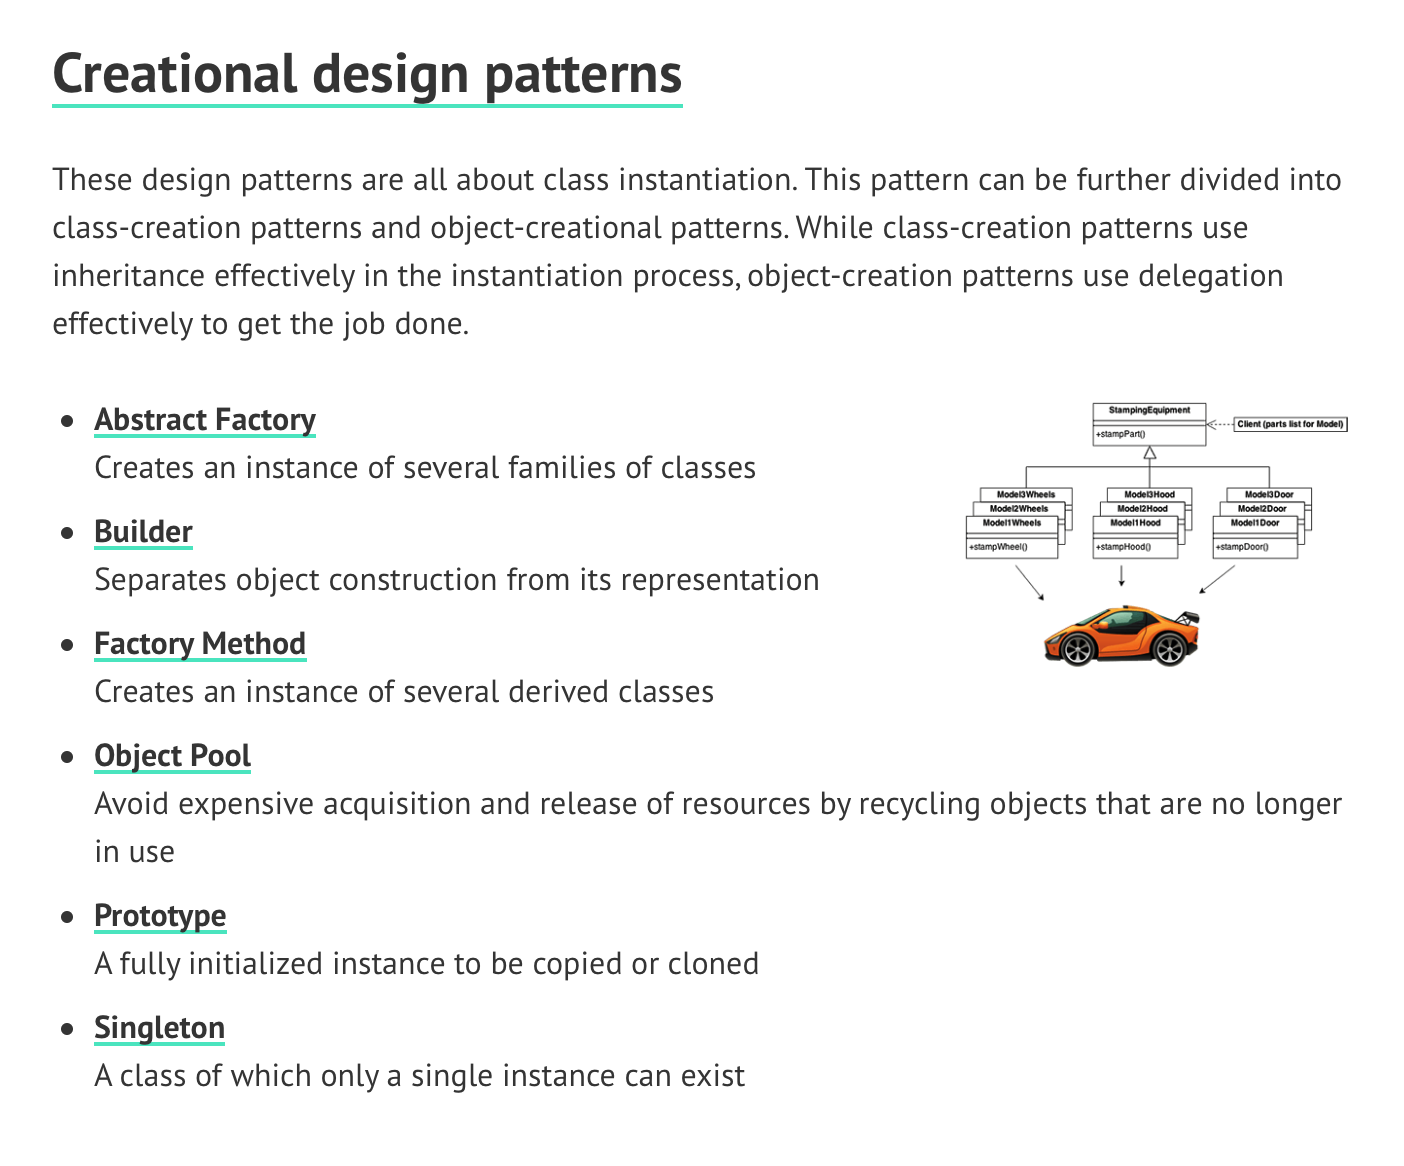 Creational design patterns
These design patterns are all about class instantiation. This pattern can be further divided into
class-creation patterns and object-creational patterns. While class-creation patterns use
inheritance effectively in the instantiation process, object-creation patterns use delegation
effectively to get the job done.
Abstract Factory
Creates an instance of several families of classes
Builder
Separates object construction from its representation
Factory Method
Creates an instance of several derived classes
StampingEquipment
+stampPart()
Client (parts list for Model)
Model3Wheels
Model2Wheels
Model1Wheels
+stampWheel()
Model3Hood
Model2Hood
Model1Hood
+stampHood()
Model3Door
Model2Door
Model1Door
+stampDoor()
Object Pool
Avoid expensive acquisition and release of resources by recycling objects that are no longer
in use
Prototype
A fully initialized instance to be copied or cloned
Singleton
A class of which only a single instance can exist